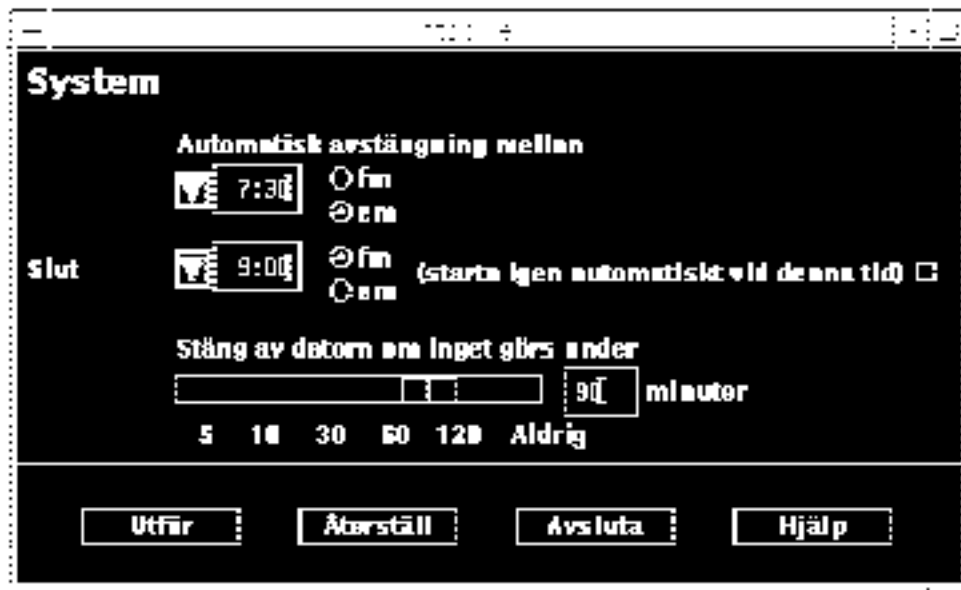 System
Automatisk avstängning mellan
7:30 fm
em
Slut 9:00 fm
em (starta igen automatiskt vid denna tid)
Stäng av datorn om inget görs under
90 minuter
5 10 30 60 120 Aldrig
Utför Återställ Avsluta Hjälp